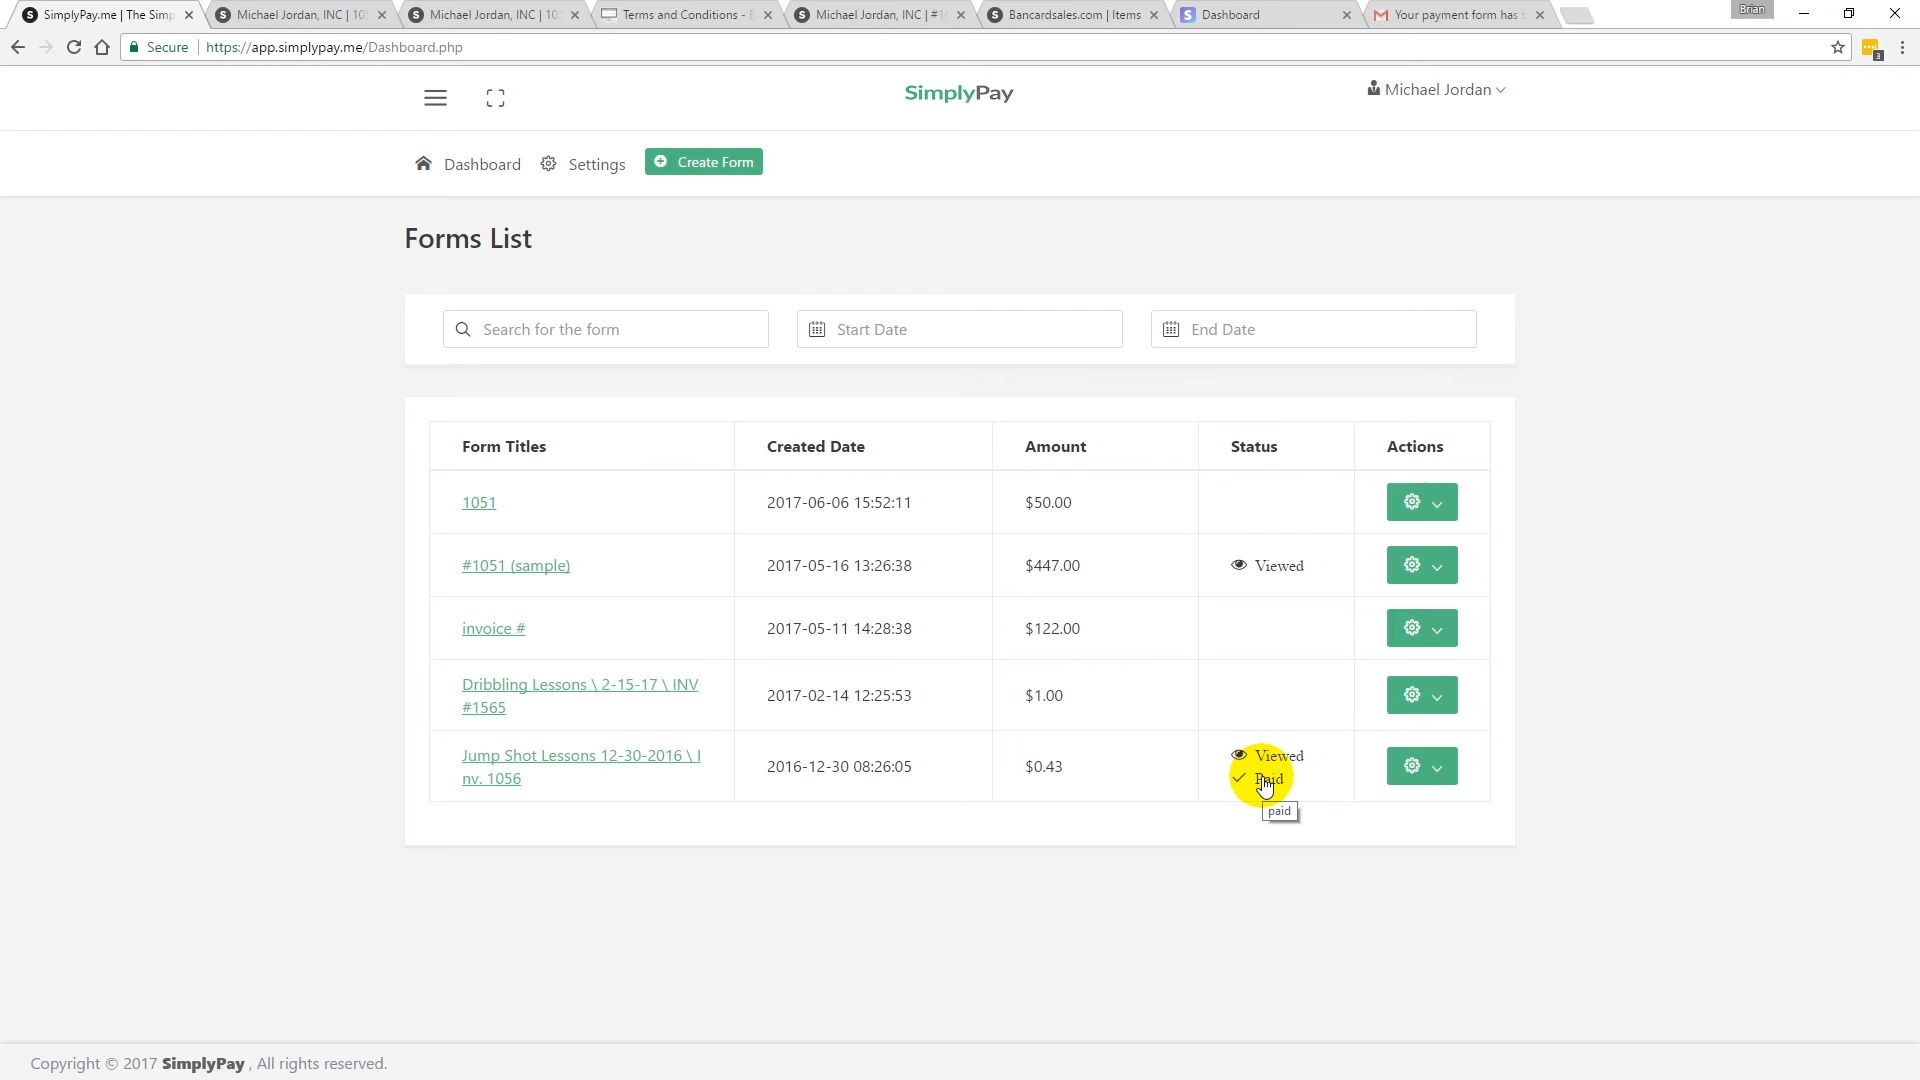 SimplyPay.me | The Simp
Michael Jordan, INC | 105
Michael Jordan, INC | 105
Terms and Conditions - B
Michael Jordan, INC | #10
Bancardsales.com | Items
Dashboard
Your payment form has b
Brian
Secure
https://app.simplypay.me/Dashboard.php
3
SimplyPay
Michael Jordan
Dashboard
Settings
Create Form
Forms List
Search for the form
Start Date
End Date
Form Titles Created Date Amount Status Actions
1051 2017-06-06 15:52:11 $50.00
#1051 (sample) 2017-05-16 13:26:38 $447.00 Viewed
invoice # 2017-05-11 14:28:38 $122.00
Dribbling Lessons \ 2-15-17 \ INV
#1565
2017-02-14 12:25:53 $1.00
Jump Shot Lessons 12-30-2016 \ I
nv. 1056
2016-12-30 08:26:05 $0.43
Viewed
Paid
paid
Copyright © 2017 SimplyPay , All rights reserved.